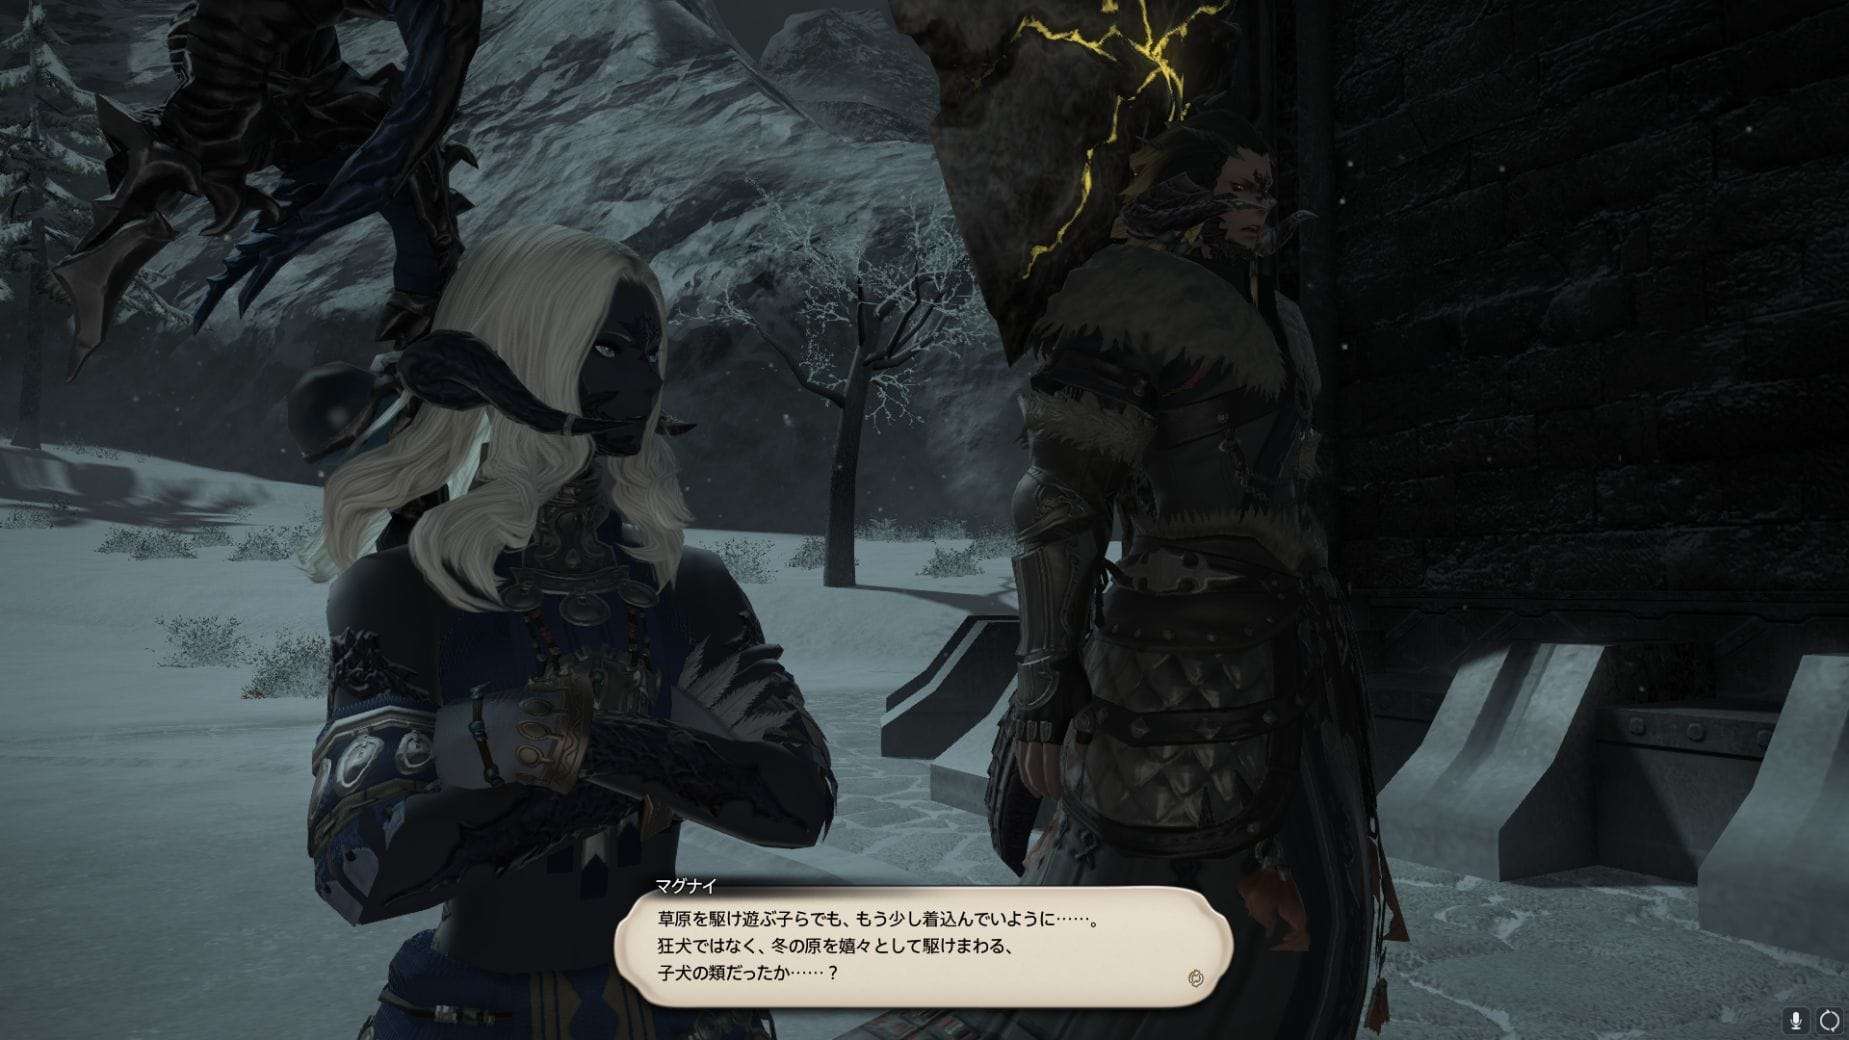 マグナイ
草原を駆け遊ぶ子らでも、もう少し着込んでいように……。
狂犬ではなく、冬の原を嬉々として駆けまわる、
子犬の類だったか……？